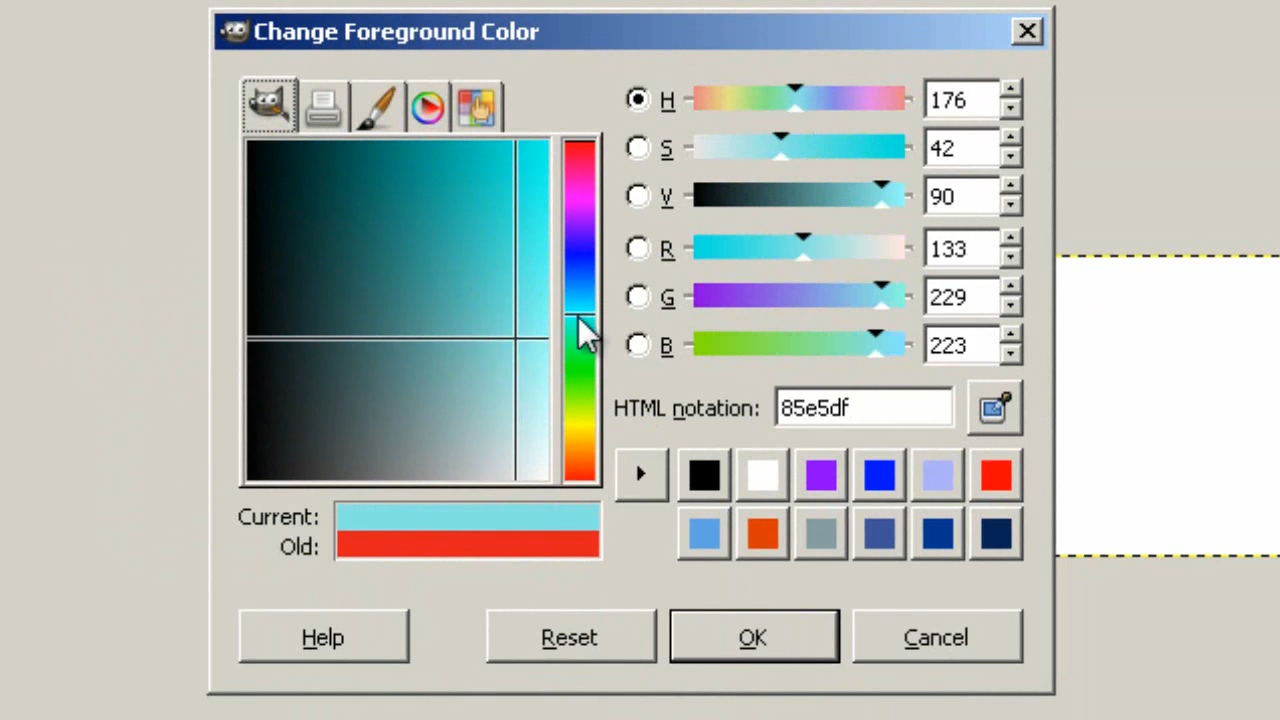 Change Foreground Color
H 176
S 42
V 90
R 133
G 229
B 223
HTML notation: 85e5df
Current:
Old:
Help Reset OK Cancel